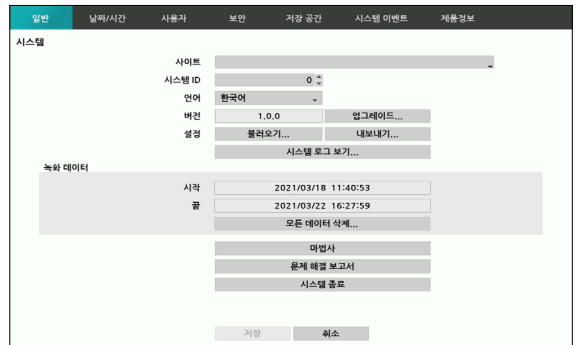 일반 날짜/시간 사용자 보안 저장 공간 시스템 이벤트 제품정보
시스템
사이트
시스템 ID 0
언어 한국어
버전 1.0.0 업그레이드...
설정 불러오기... 내보내기...
시스템 로그 보기...
녹화 데이터
시작 2021/03/18 11:40:53
끝 2021/03/22 16:27:59
모든 데이터 삭제...
마법사
문제 해결 보고서
시스템 종료
저장 취소